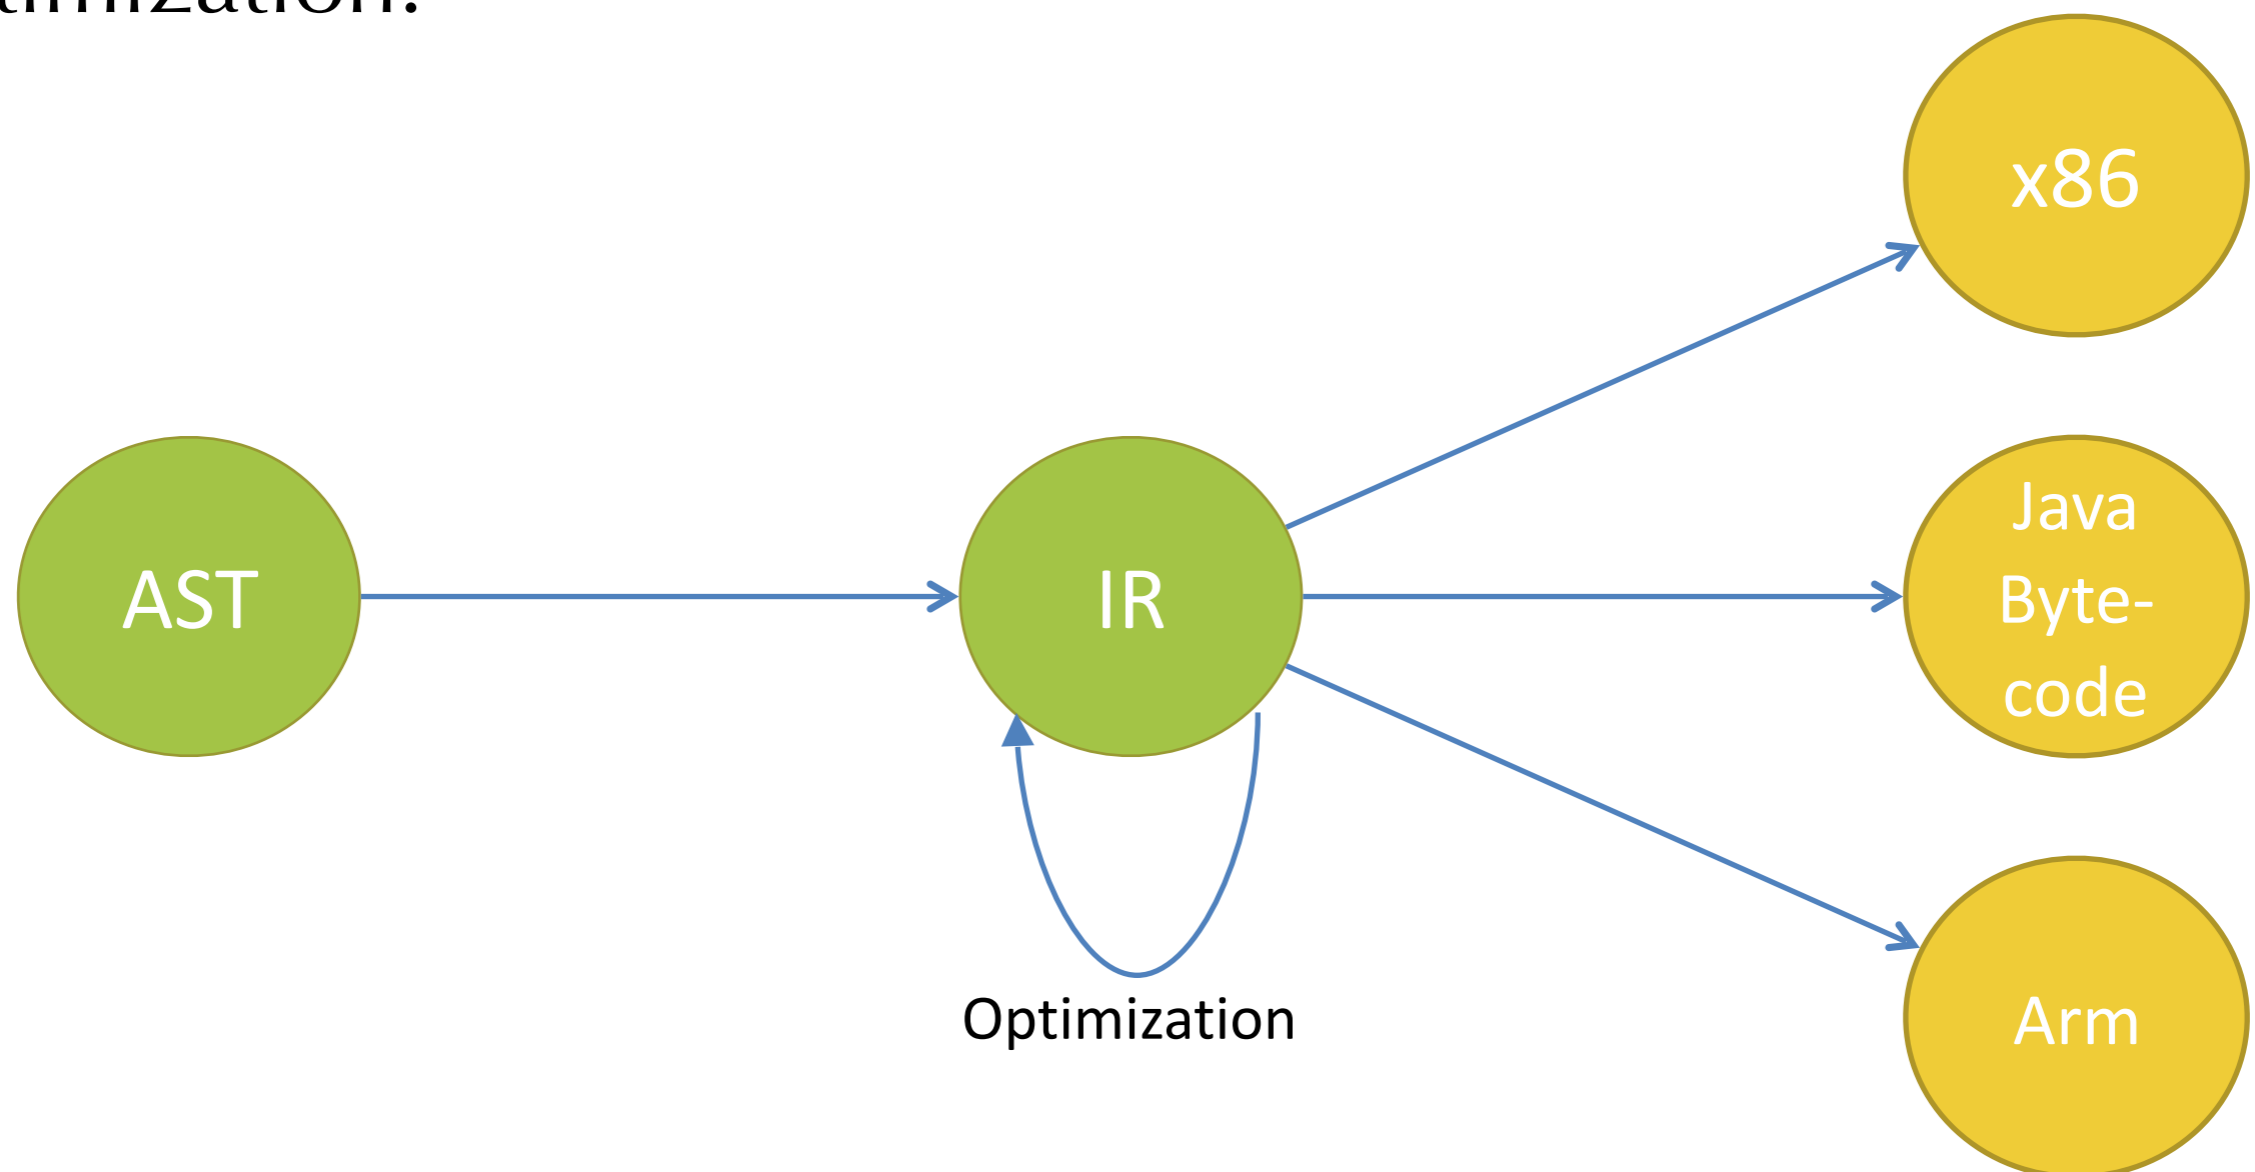 x86
AST
IR
Java
Byte-
code
Optimization
Arm